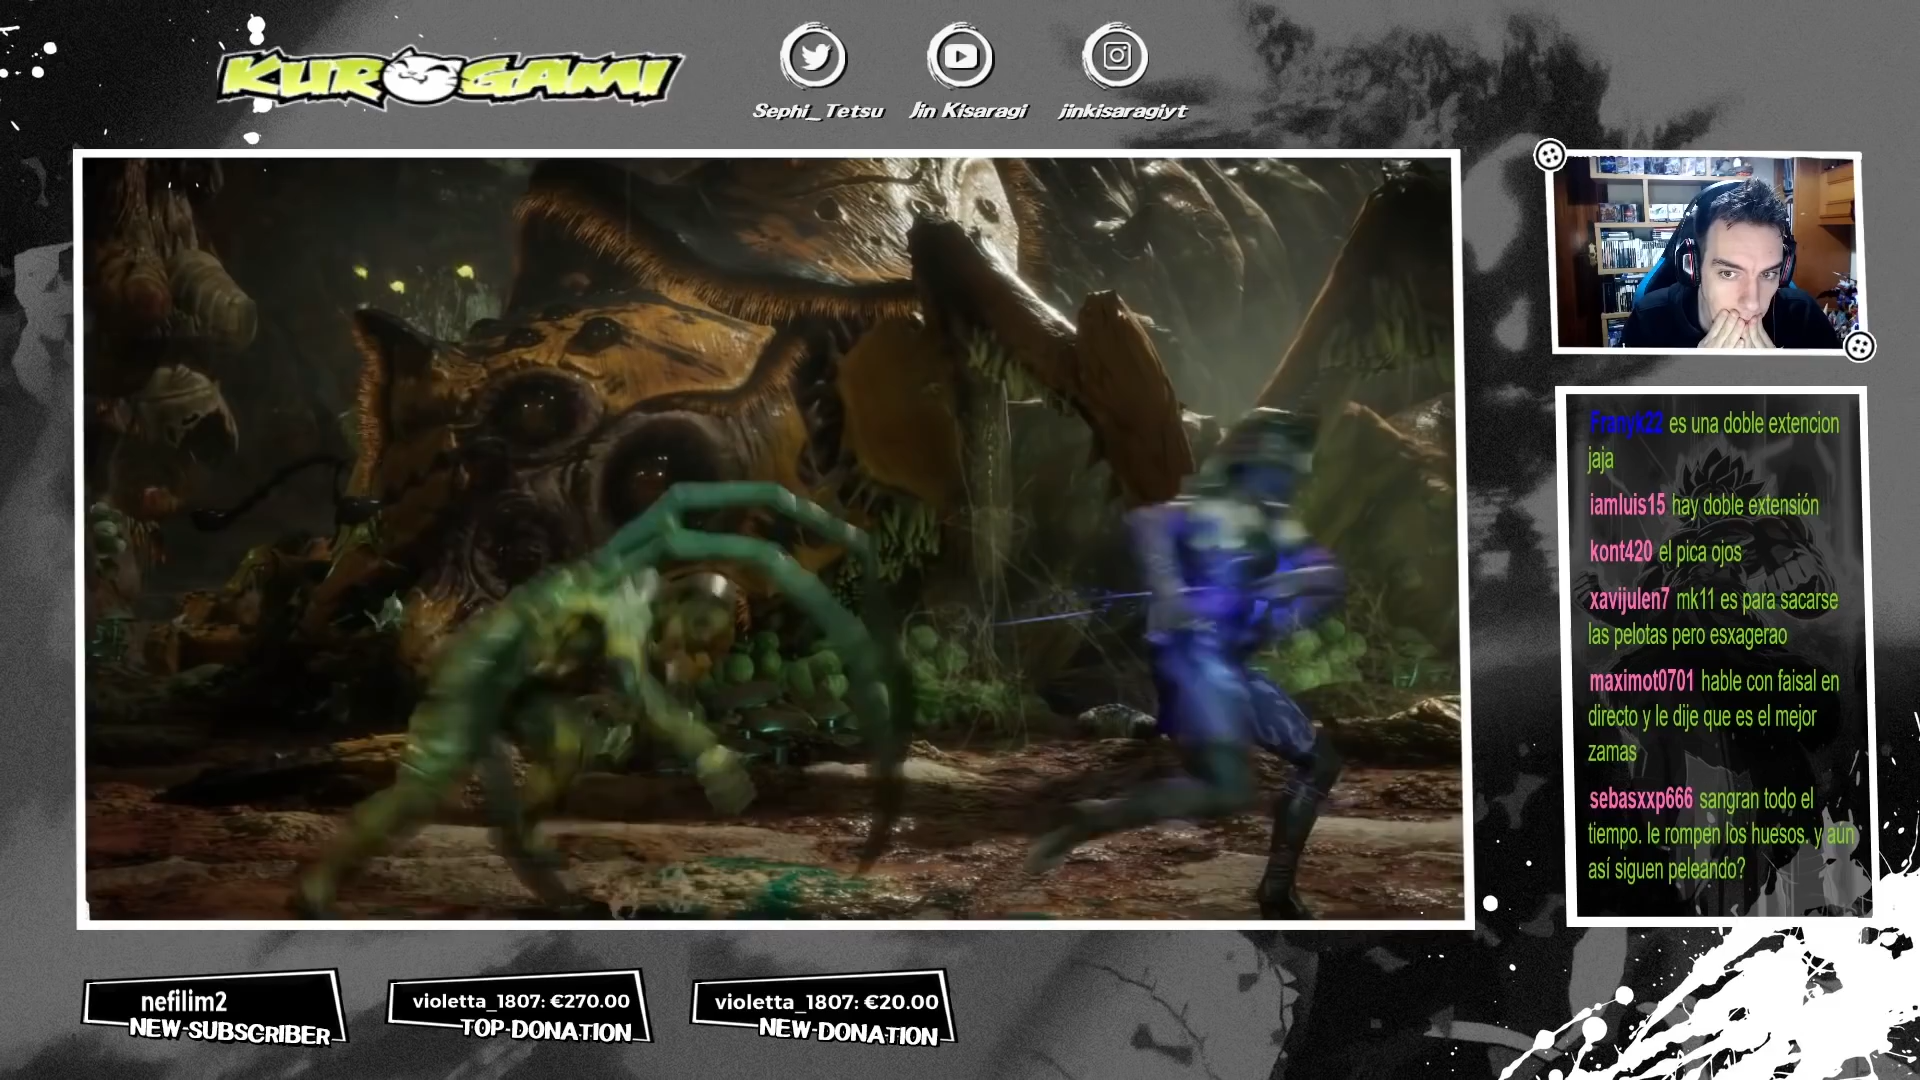 KUROGAMI
Sephi_Tetsu
Jin Kisaragi
jinkisaragiyt
Franyk22 es una doble extencion
jaja
iamluis15 hay doble extensión
kont420 el pica ojos
xavijulen7 mk11 es para sacarse
las pelotas pero esxagerao
maximot0701 hable con faisal en
directo y le dije que es el mejor
zamas
sebasxxp666 sangran todo el
tiempo. le rompen los huesos. y aún
así siguen peleando?
nefilim2
NEW-SUBSCRIBER
violetta_1807: €270.00
TOP-DONATION
violetta_1807: €20.00
NEW-DONATION